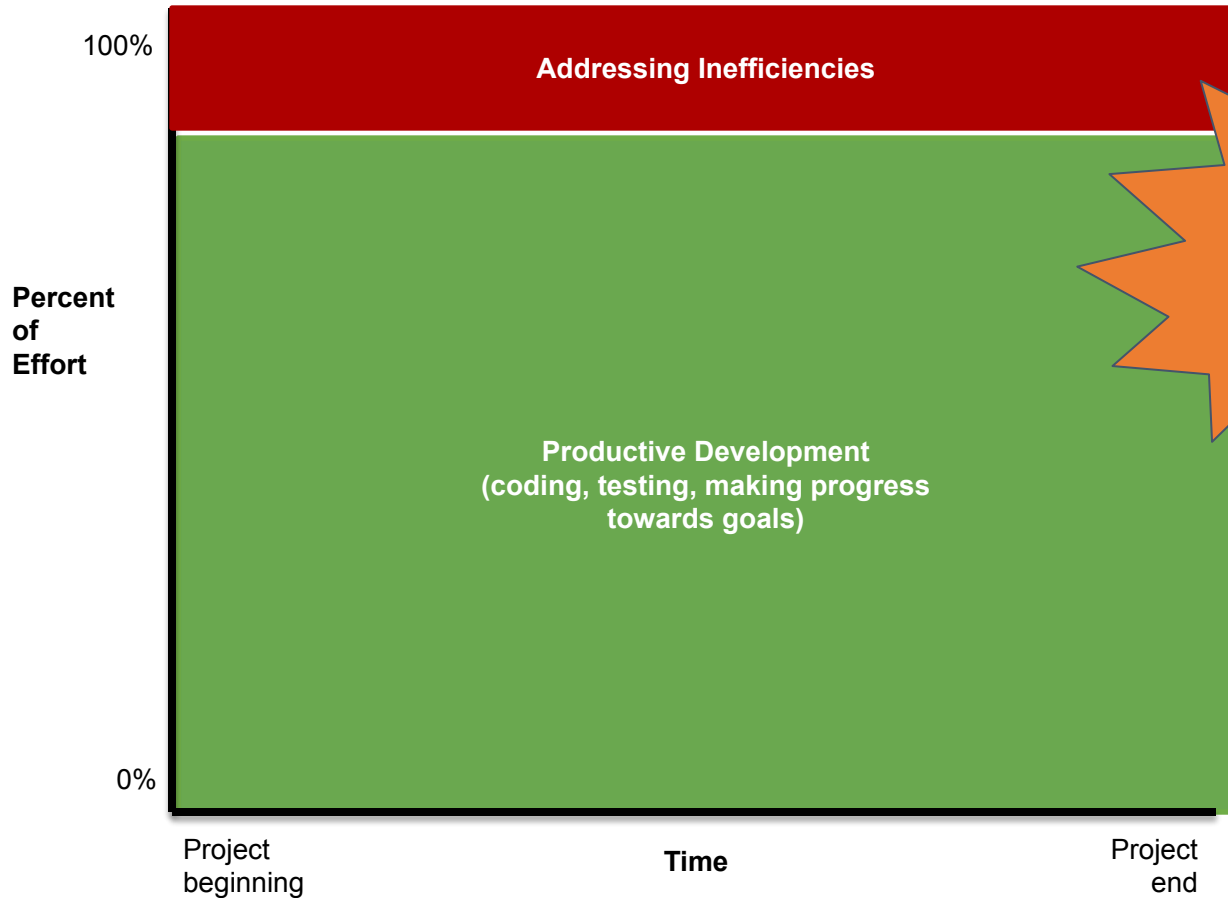 100%
Addressing Inefficiencies
Percent
of
Effort
Productive Development
(coding, testing, making progress
towards goals)
0%
Project
beginning
Time
Project
end